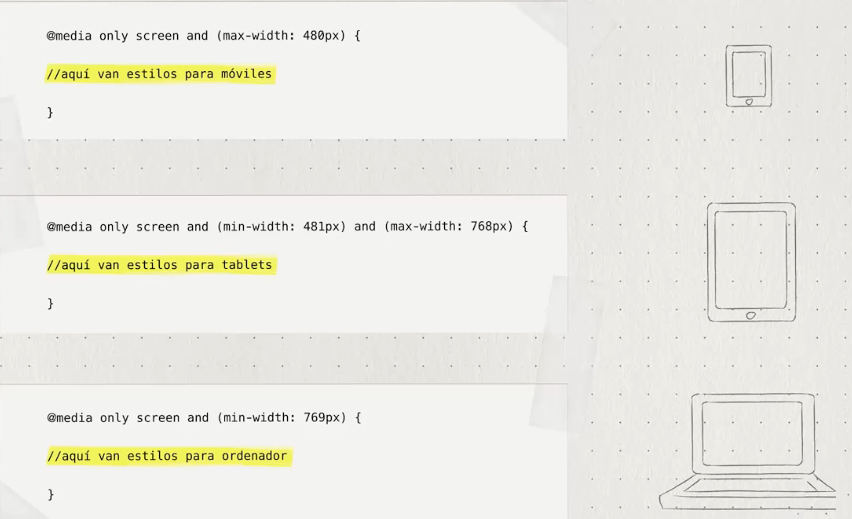 @media only screen and (max-width: 480px) {
//aquí van estilos para móviles
}
@media only screen and (min-width: 481px) and (max-width: 768px) {
//aquí van estilos para tablets
}
@media only screen and (min-width: 769px) {
//aquí van estilos para ordenador
}